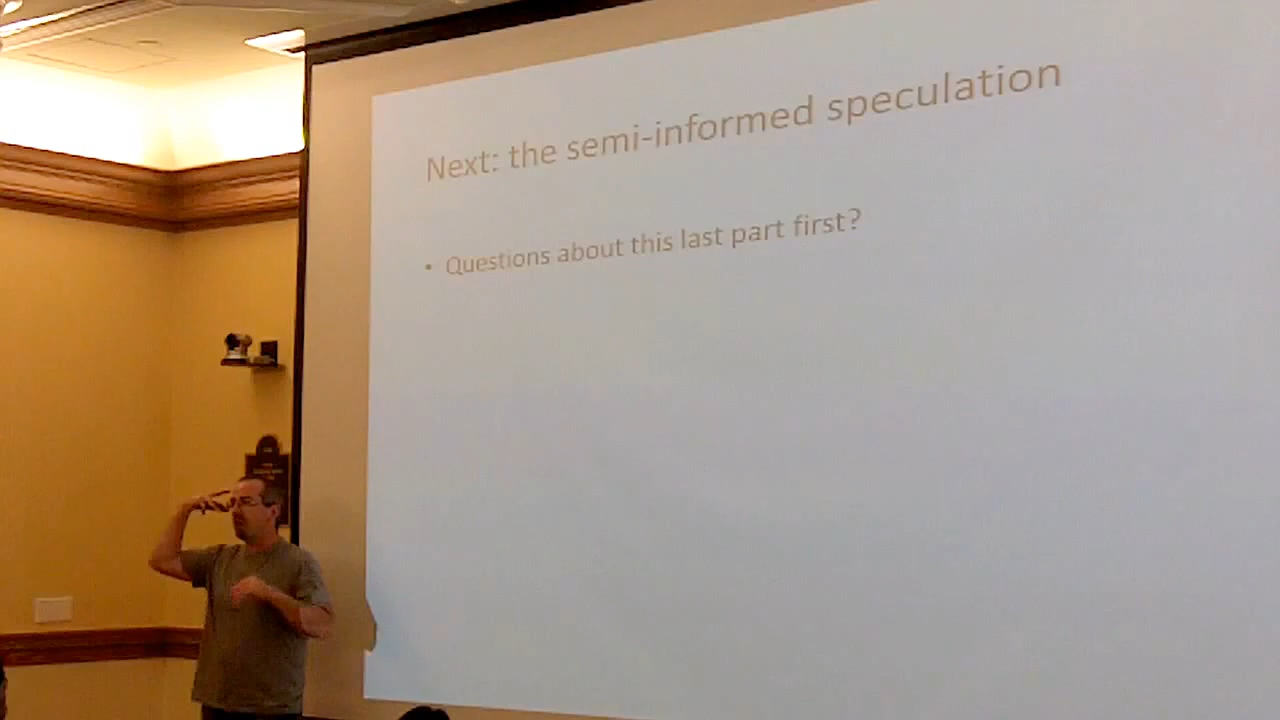 Next: the semi-informed speculation
• Questions about this last part first?